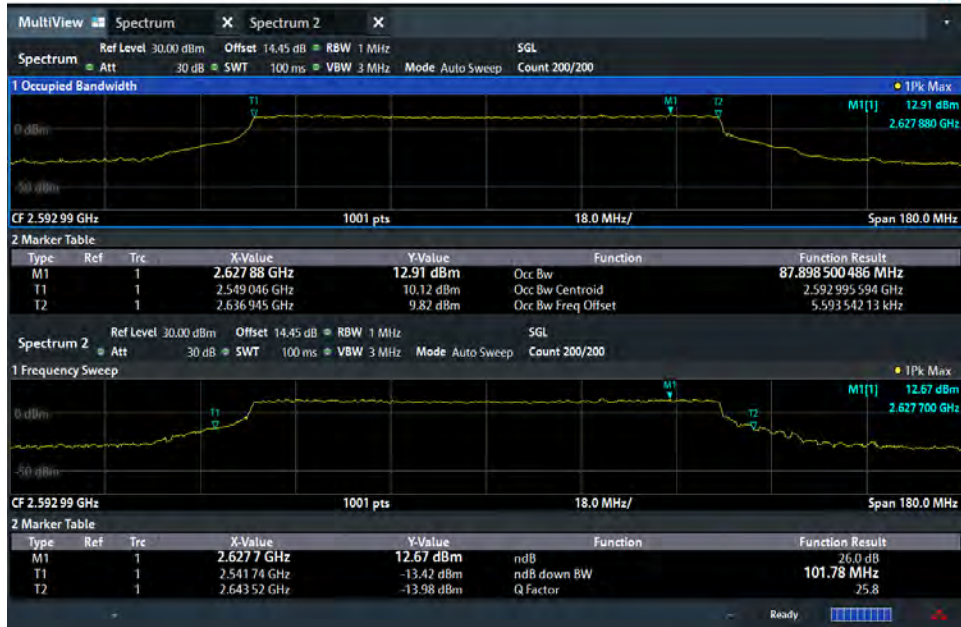 MultiView Spectrum X Spectrum 2 X
Ref Level 30.00 dBm Offset 14.45 dB RBW 1 MHz SGL
Spectrum Att 30 dB SWT 100 ms VBW 3 MHz Mode Auto Sweep Count 200/200
1 Occupied Bandwidth 1Pk Max
T1 M1 T2 M1[1] 12.91 dBm
0 dBm 2.627 880 GHz
-50 dBm
CF 2.592 99 GHz 1001 pts 18.0 MHz/ Span 180.0 MHz
2 Marker Table
Type Ref Trc X-Value Y-Value Function Function Result
M1 1 2.627 88 GHz 12.91 dBm Occ Bw 87.898 500 486 MHz
T1 1 2.549 046 GHz 10.12 dBm Occ Bw Centroid 2.592 995 594 GHz
T2 1 2.636 945 GHz 9.82 dBm Occ Bw Freq Offset 5.593 542 13 kHz
Ref Level 30.00 dBm Offset 14.45 dB RBW 1 MHz SGL
Spectrum 2 Att 30 dB SWT 100 ms VBW 3 MHz Mode Auto Sweep Count 200/200
1 Frequency Sweep 1Pk Max
M1 M1[1] 12.67 dBm
0 dBm T1 T2 2.627 700 GHz
-50 dBm
CF 2.592 99 GHz 1001 pts 18.0 MHz/ Span 180.0 MHz
2 Marker Table
Type Ref Trc X-Value Y-Value Function Function Result
M1 1 2.627 7 GHz 12.67 dBm ndB 26.0 dB
T1 1 2.541 74 GHz -13.42 dBm ndB down BW 101.78 MHz
T2 1 2.643 52 GHz -13.98 dBm Q Factor 25.8
Ready